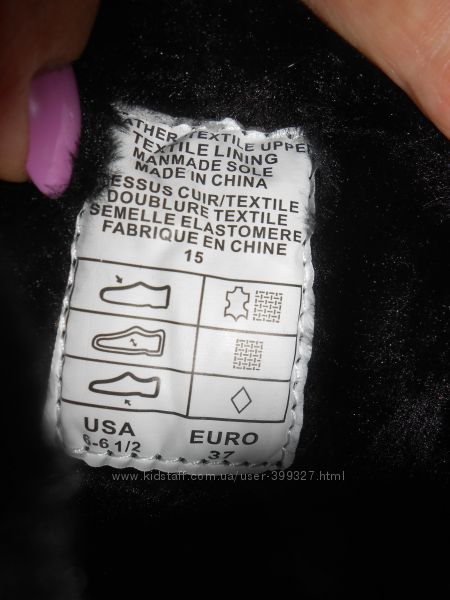 ATHER/TEXTILE UPPE
TEXTILE LINING
MANMADE SOLE
MADE IN CHINA
ESSUS CUIR/TEXTILE
DOUBLURE TEXTILE
SEMELLE ELASTOMERE
FABRIQUE EN CHINE
15
USA EURO
6-6 1/2 37
www.kidstaff.com.ua/user-399327.html